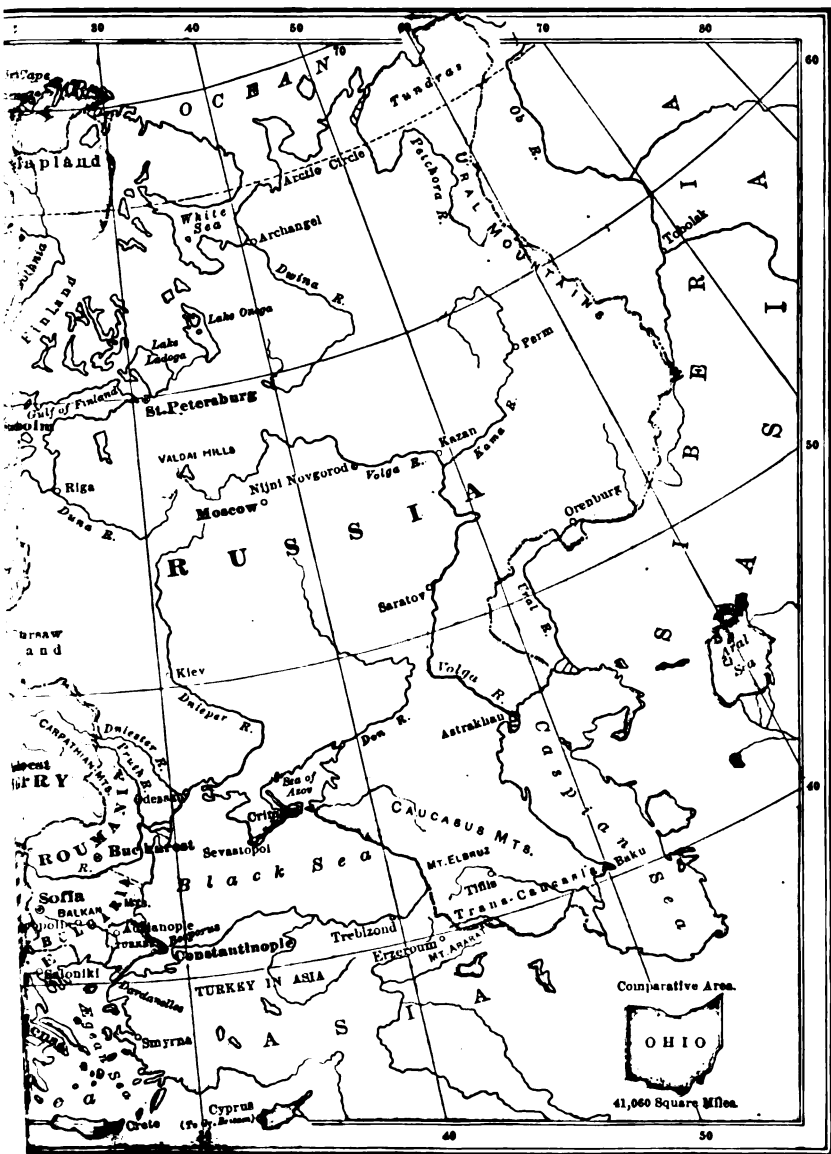 30
40
50
60
70
80
70
60
OCEAN
Tundras
Ob R.
Lapland
Arctic Circle
Petchora R.
URAL MOUNTAINS
SIBERIA
ASIA
White Sea
Archangel
Tobolsk
Dwina R.
FINLAND
Lake Onega
Lake Ladoga
Perm
Gulf of Finland
St. Petersburg
50
VALDAI HILLS
Kazan
Kama R.
Nijni Novgorod
Volga R.
Riga
Moscow
Duna R.
Orenburg
RUSSIA
Saratov
Ural R.
Aral Sea
Kiev
Volga R.
Dnieper R.
Don R.
Astrakhan
Dniester R.
Pruth R.
CARPATHIAN MTS.
Sea of Azov
Odessa
Caspian Sea
40
CAUCASUS MTS.
ROUMANIA
Bucharest
R.
Sevastopol
Black Sea
MT. ELBRUZ
Tiflis
Trans-Caucasia
Baku
Sofia
BALKAN MTS.
BULGARIA
Adrianople
Bosporus
Constantinople
Trebizond
Erzeroum
MT. ARARAT
Saloniki
Dardanelles
TURKEY IN ASIA
Comparative Area.
Aegean Sea
Smyrna
ASIA
OHIO
41,060 Square Miles.
Cyprus
Crete
40
50